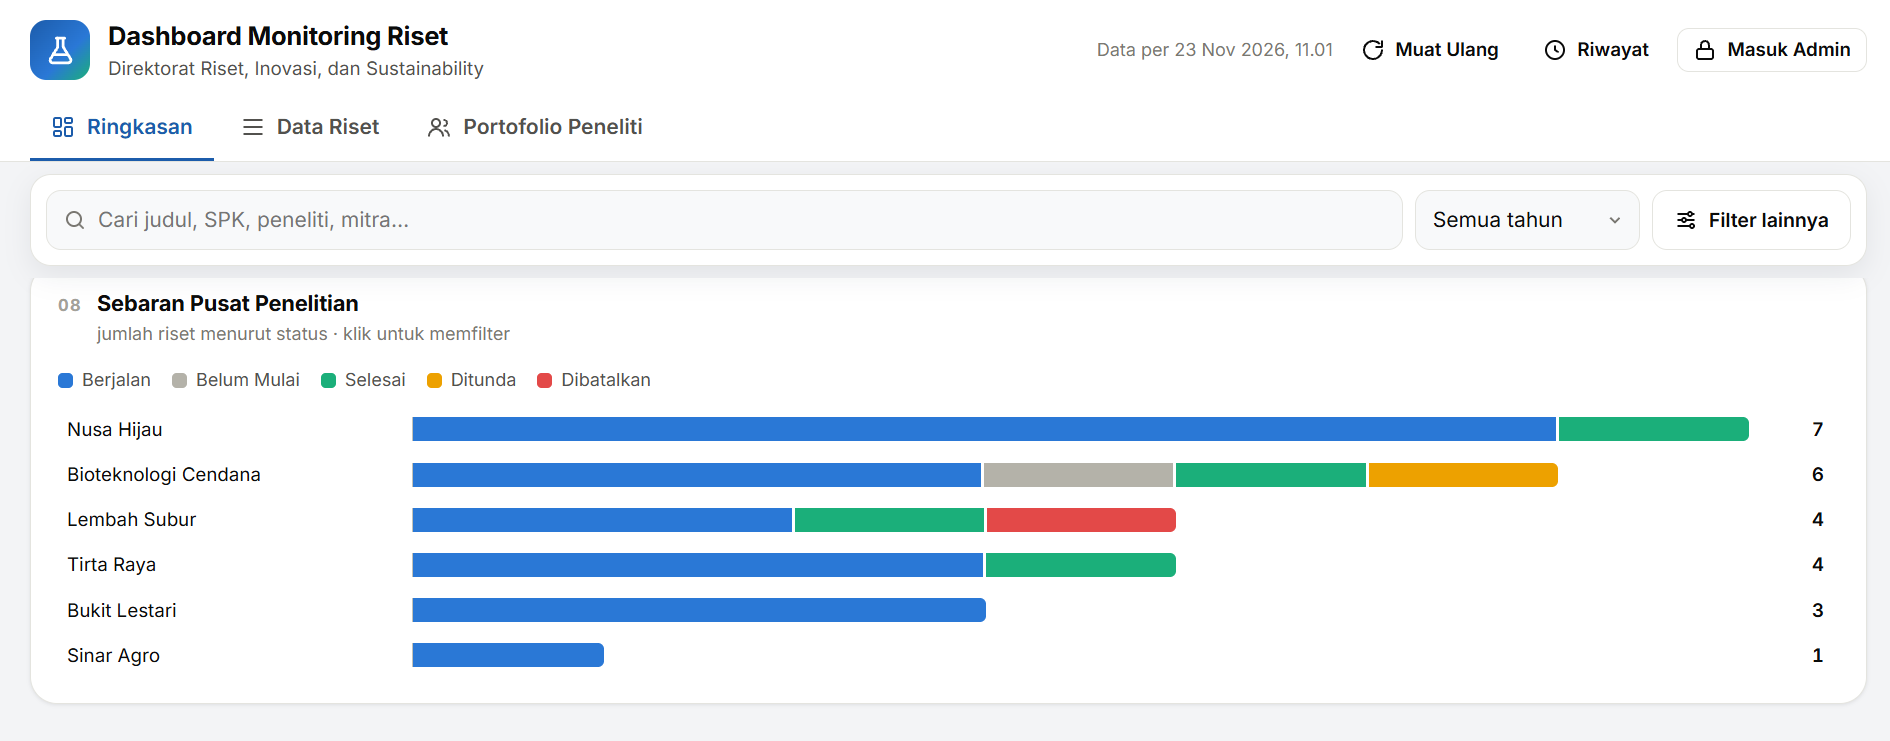 Dashboard Monitoring Riset
Direktorat Riset, Inovasi, dan Sustainability
Data per 23 Nov 2026, 11.01
Muat Ulang
Riwayat
Masuk Admin
Ringkasan
Data Riset
Portofolio Peneliti
Cari judul, SPK, peneliti, mitra...
Semua tahun
Filter lainnya
08 Sebaran Pusat Penelitian
jumlah riset menurut status · klik untuk memfilter
Berjalan Belum Mulai Selesai Ditunda Dibatalkan
Nusa Hijau 7
Bioteknologi Cendana 6
Lembah Subur 4
Tirta Raya 4
Bukit Lestari 3
Sinar Agro 1